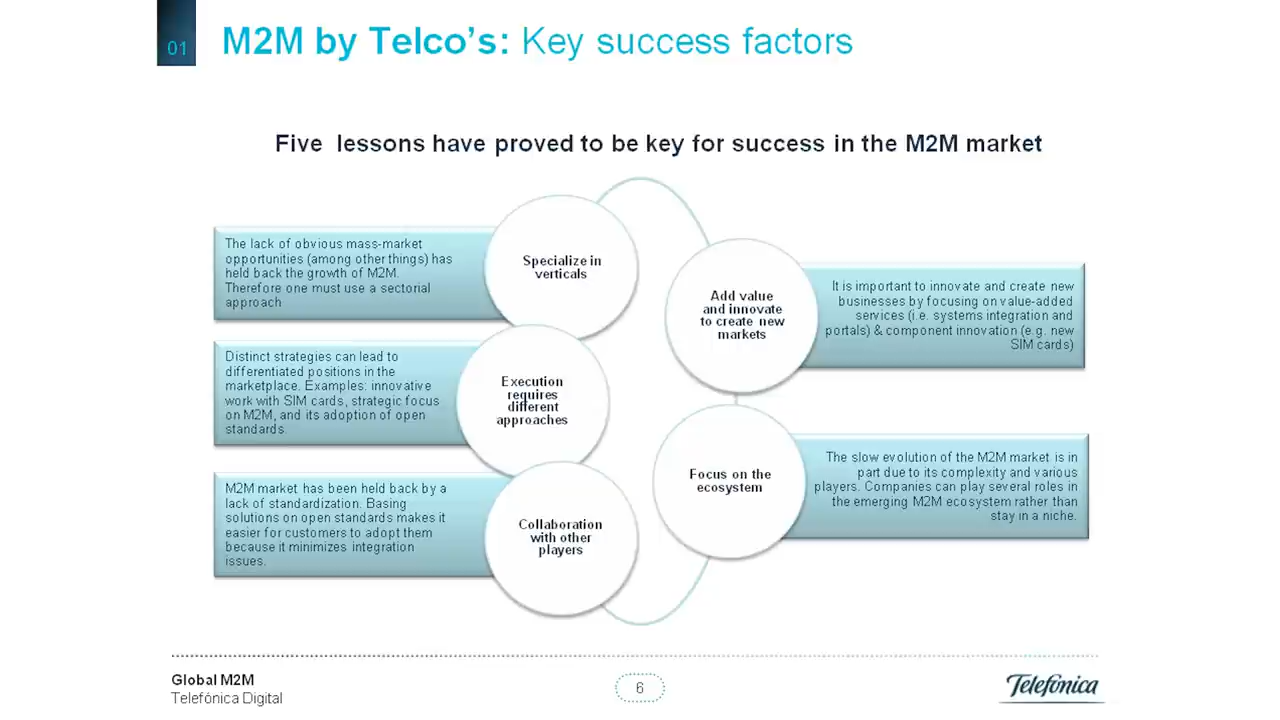 01
M2M by Telco's: Key success factors
Five lessons have proved to be key for success in the M2M market
The lack of obvious mass-market
opportunities (among other things) has
held back the growth of M2M.
Therefore one must use a sectorial
approach
Specialize in
verticals
Distinct strategies can lead to
differentiated positions in the
marketplace. Examples: innovative
work with SIM cards, strategic focus
on M2M, and its adoption of open
standards.
Execution
requires
different
approaches
M2M market has been held back by a
lack of standardization. Basing
solutions on open standards makes it
easier for customers to adopt them
because it minimizes integration
issues.
Collaboration
with other
players
Add value
and innovate
to create new
markets
It is important to innovate and create new
businesses by focusing on value-added
services (i.e. systems integration and
portals) & component innovation (e.g. new
SIM cards)
Focus on the
ecosystem
The slow evolution of the M2M market is in
part due to its complexity and various
players. Companies can play several roles in
the emerging M2M ecosystem rather than
stay in a niche.
Global M2M
Telefónica Digital
6
Telefónica